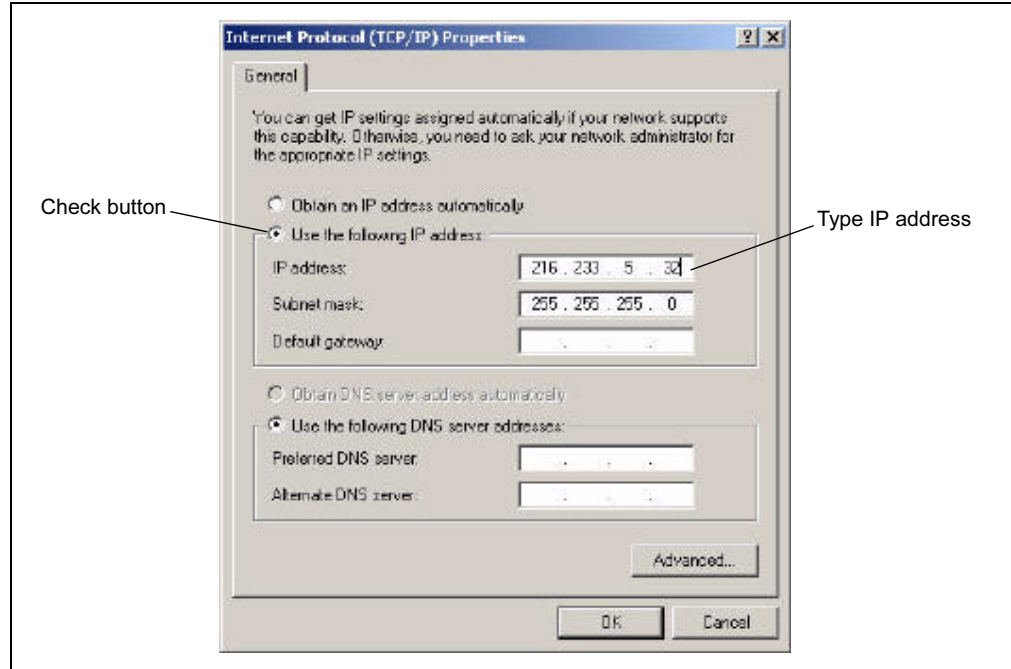 Internet Protocol (TCP/IP) Properties
General
You can get IP settings assigned automatically if your network supports
this capability. Otherwise, you need to ask your network administrator for
the appropriate IP settings.
Check button
Obtain an IP address automatically
Use the following IP address:
Type IP address
IP address: 216 . 233 . 5 . 32
Subnet mask: 255 . 255 . 255 . 0
Default gateway: . . .
Obtain DNS server address automatically
Use the following DNS server addresses:
Preferred DNS server: . . .
Alternate DNS server: . . .
Advanced...
OK
Cancel